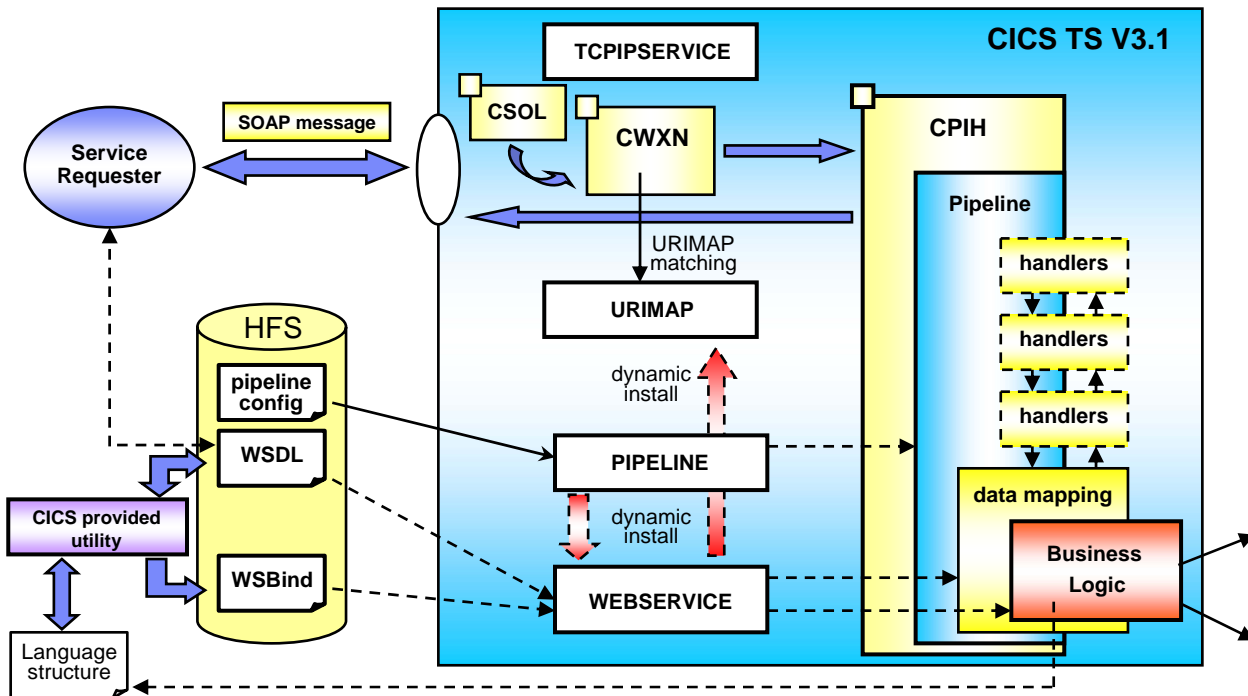 CICS TS V3.1
TCPIPSERVICE
CSOL
SOAP message
CWXN
CPIH
Service
Requester
Pipeline
URIMAP
matching
handlers
HFS
URIMAP
handlers
pipeline
config
dynamic
install
handlers
WSDL
PIPELINE
data mapping
CICS provided
utility
dynamic
install
Business
Logic
WSBind
WEBSERVICE
Language
structure